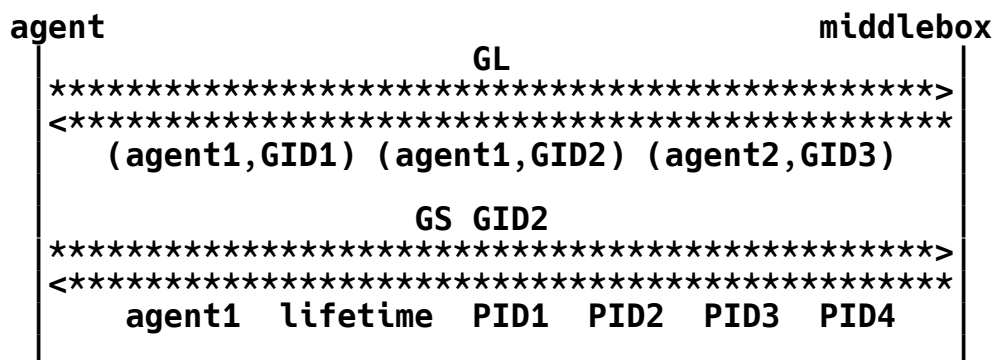 agent middlebox
GL
***********************************************>
<***********************************************
(agent1,GID1) (agent1,GID2) (agent2,GID3)
GS GID2
***********************************************>
<***********************************************
agent1 lifetime PID1 PID2 PID3 PID4